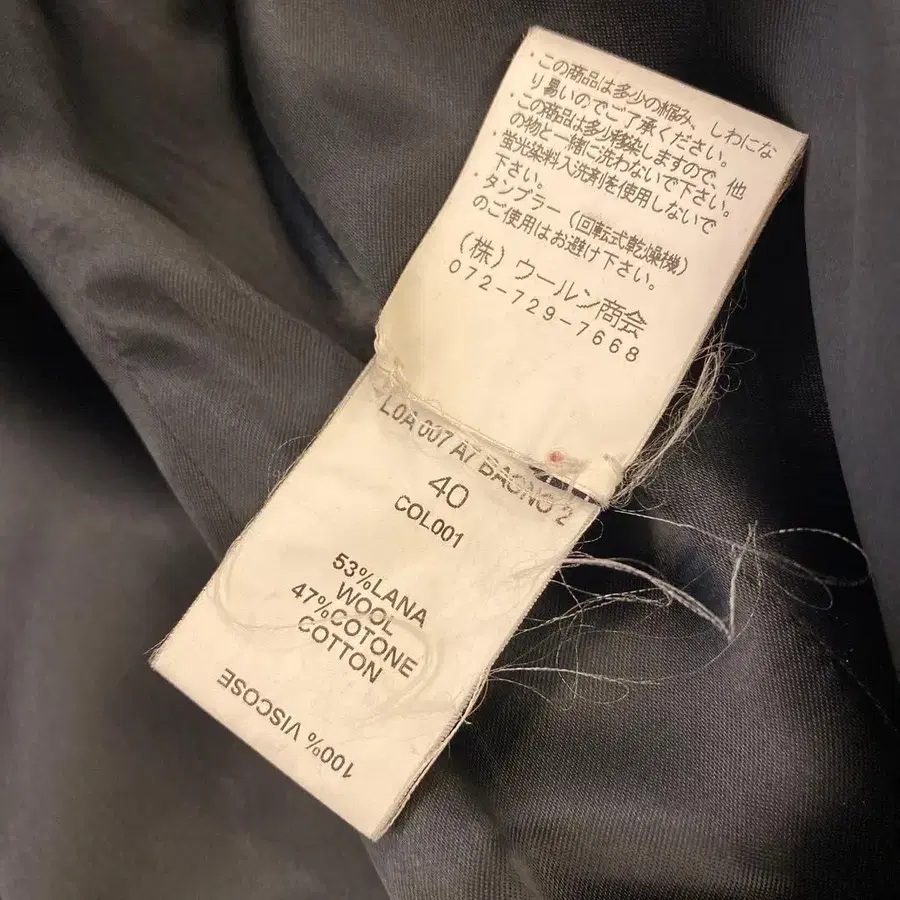 ・この商品は多少の縮み、しわにな
り易いのでご了承ください。
・この商品は多少移染しますので、他
の物と一緒に洗わないで下さい。
・蛍光染料入洗剤を使用しないで
下さい。
・タンブラー（回転式乾燥機）
のご使用はお避け下さい。
（株）ウールン商会
072-729-7668
L0A 007 A7 BAGNO 2
40
COL001
53%LANA
WOOL
47%COTONE
COTTON
100% VISCOSE